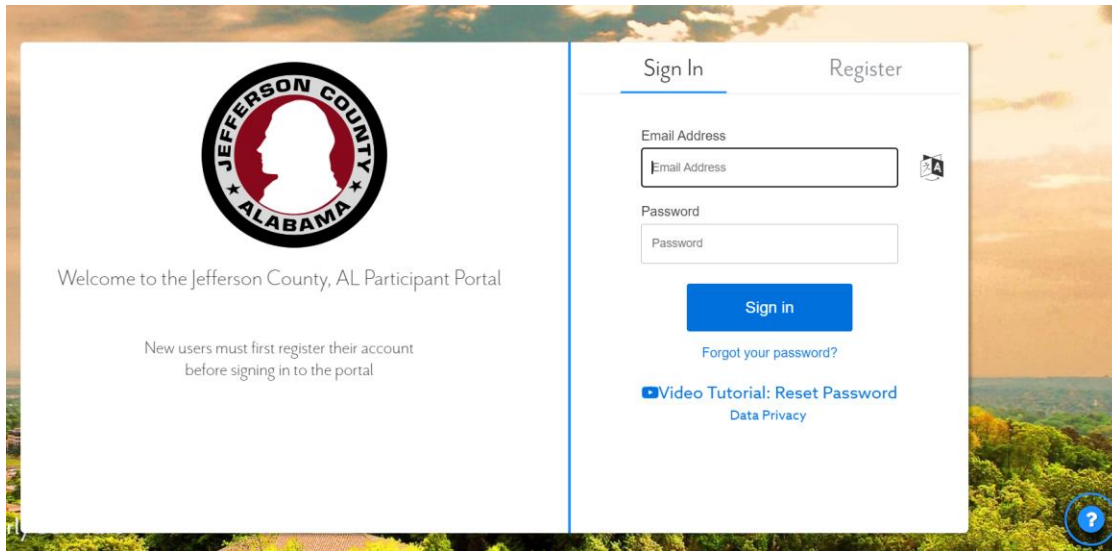 JEFFERSON COUNTY
ALABAMA
Welcome to the Jefferson County, AL Participant Portal
New users must first register their account
before signing in to the portal
Sign In
Register
Email Address
Email Address
Password
Password
Sign in
Forgot your password?
Video Tutorial: Reset Password
Data Privacy
A
?